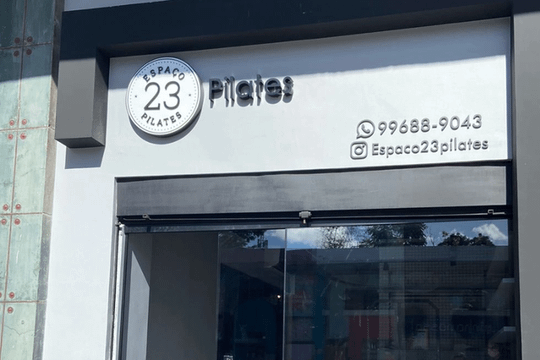 ESPAÇO
23
PILATES
Pilates
99688-9043
Espaco23pilates